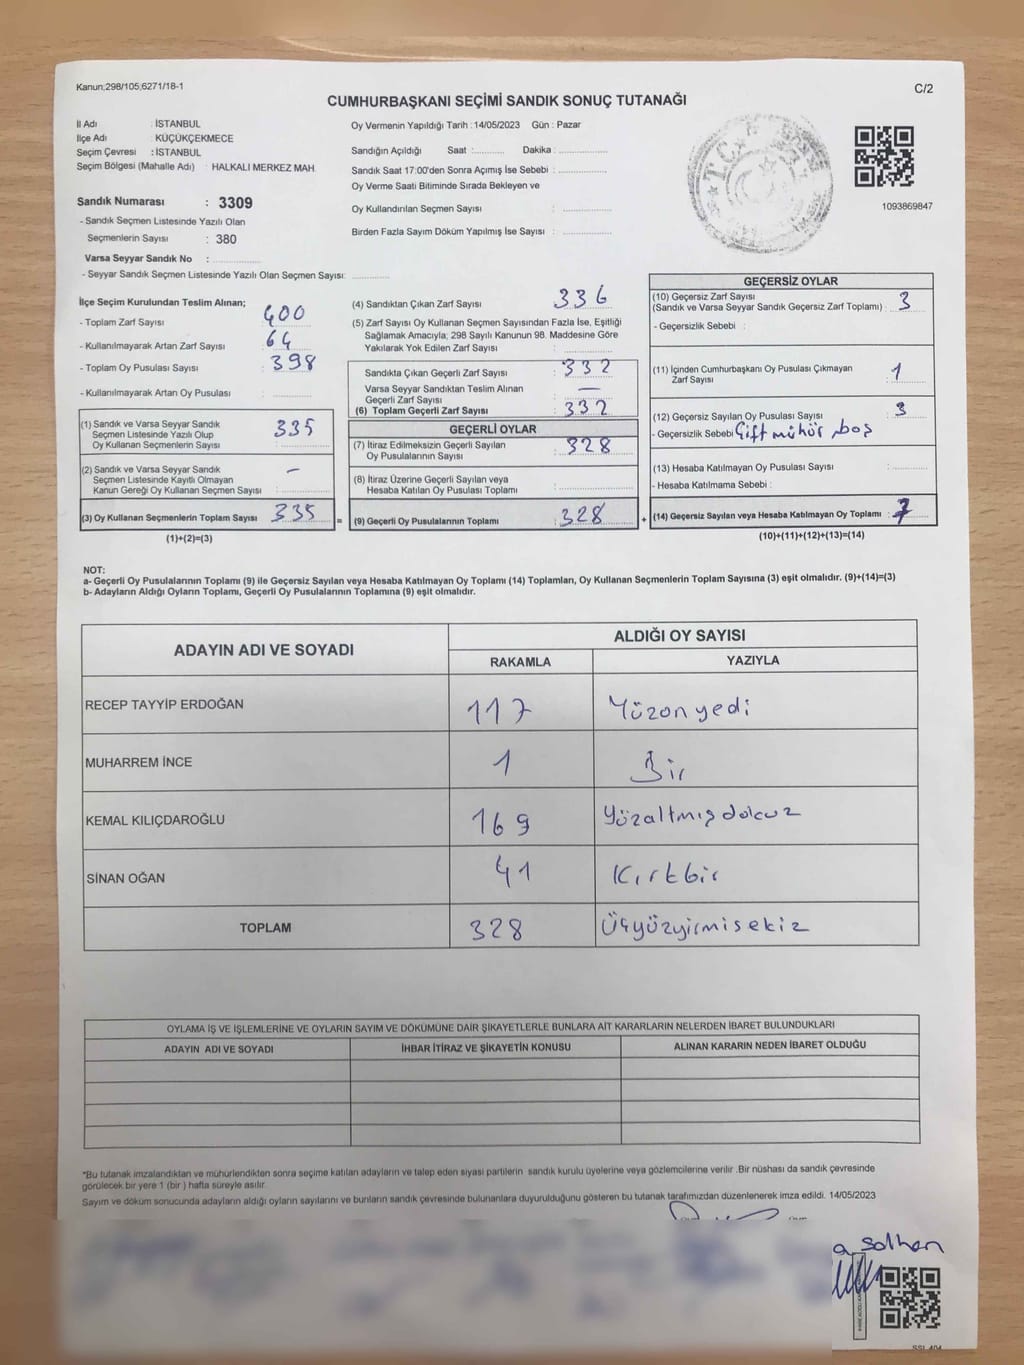 Kanun;298/105;6271/18-1
C/2
CUMHURBAŞKANI SEÇİMİ SANDIK SONUÇ TUTANAĞI
İl Adı : İSTANBUL
İlçe Adı : KÜÇÜKÇEKMECE
Seçim Çevresi : İSTANBUL
Seçim Bölgesi (Mahalle Adı) : HALKALI MERKEZ MAH.
Sandık Numarası : 3309
- Sandık Seçmen Listesinde Yazılı Olan
Seçmenlerin Sayısı : 380
Varsa Seyyar Sandık No : ..............
- Seyyar Sandık Seçmen Listesinde Yazılı Olan Seçmen Sayısı: ............
Oy Vermenin Yapıldığı Tarih :14/05/2023 Gün : Pazar
Sandığın Açıldığı Saat :.......... Dakika : ..............
Sandık Saat 17:00'den Sonra Açımış İse Sebebi : ..............
Oy Verme Saati Bitiminde Sırada Bekleyen ve
Oy Kullandırılan Seçmen Sayısı : ..............
Birden Fazla Sayım Döküm Yapılmış İse Sayısı : ..............
T.C.
1093869847
İlçe Seçim Kurulundan Teslim Alınan;
- Toplam Zarf Sayısı : 400
- Kullanılmayarak Artan Zarf Sayısı : 64
- Toplam Oy Pusulası Sayısı : 398
- Kullanılmayarak Artan Oy Pusulası : ............
(1) Sandık ve Varsa Seyyar Sandık
Seçmen Listesinde Yazılı Olup
Oy Kullanan Seçmenlerin Sayısı : 335
(2) Sandık ve Varsa Seyyar Sandık
Seçmen Listesinde Kayıtlı Olmayan
Kanun Gereği Oy Kullanan Seçmen Sayısı : –
(3) Oy Kullanan Seçmenlerin Toplam Sayısı : 335
(1)+(2)=(3)
(4) Sandıktan Çıkan Zarf Sayısı : 336
(5) Zarf Sayısı Oy Kullanan Seçmen Sayısından Fazla İse, Eşitliği
Sağlamak Amacıyla; 298 Sayılı Kanunun 98. Maddesine Göre
Yakılarak Yok Edilen Zarf Sayısı : ..............
Sandıkta Çıkan Geçerli Zarf Sayısı : 332
Varsa Seyyar Sandıktan Teslim Alınan
Geçerli Zarf Sayısı : —
(6) Toplam Geçerli Zarf Sayısı : 332
GEÇERLİ OYLAR
(7) İtiraz Edilmeksizin Geçerli Sayılan
Oy Pusulalarının Sayısı : 328
(8) İtiraz Üzerine Geçerli Sayılan veya
Hesaba Katılan Oy Pusulası Toplamı : ..............
= (9) Geçerli Oy Pusulalarının Toplamı : 328
GEÇERSİZ OYLAR
(10) Geçersiz Zarf Sayısı
(Sandık ve Varsa Seyyar Sandık Geçersiz Zarf Toplamı) : 3
- Geçersizlik Sebebi :
(11) İçinden Cumhurbaşkanı Oy Pusulası Çıkmayan
Zarf Sayısı : 1
(12) Geçersiz Sayılan Oy Pusulası Sayısı : 3
- Geçersizlik Sebebi : Çift mühür, boş
(13) Hesaba Katılmayan Oy Pusulası Sayısı : ..........
- Hesaba Katılmama Sebebi :
+ (14) Geçersiz Sayılan veya Hesaba Katılmayan Oy Toplamı : 7
(10)+(11)+(12)+(13)=(14)
NOT:
a- Geçerli Oy Pusulalarının Toplamı (9) ile Geçersiz Sayılan veya Hesaba Katılmayan Oy Toplamı (14) Toplamları, Oy Kullanan Seçmenlerin Toplam Sayısına (3) eşit olmalıdır. (9)+(14)=(3)
b- Adayların Aldığı Oyların Toplamı, Geçerli Oy Pusulalarının Toplamına (9) eşit olmalıdır.
ADAYIN ADI VE SOYADI
ALDIĞI OY SAYISI
RAKAMLA YAZIYLA
RECEP TAYYİP ERDOĞAN 117 Yüzonyedi
MUHARREM İNCE 1 Bir
KEMAL KILIÇDAROĞLU 169 Yüzaltmışdokuz
SİNAN OĞAN 41 Kırkbir
TOPLAM 328 Üçyüzyirmisekiz
OYLAMA İŞ VE İŞLEMLERİNE VE OYLARIN SAYIM VE DÖKÜMÜNE DAİR ŞİKAYETLERLE BUNLARA AİT KARARLARIN NELERDEN İBARET BULUNDUKLARI
ADAYIN ADI VE SOYADI İHBAR İTİRAZ VE ŞİKAYETİN KONUSU ALINAN KARARIN NEDEN İBARET OLDUĞU
*Bu tutanak imzalandıktan ve mühürlendikten sonra seçime katılan adayların ve talep eden siyasi partilerin sandık kurulu üyelerine veya gözlemcilerine verilir .Bir nüshası da sandık çevresinde
görülecek bir yere 1 (bir ) hafta süreyle asılır.
Sayım ve döküm sonucunda adayların aldığı oyların sayılarını ve bunların sandık çevresinde bulunanlara duyurulduğunu gösteren bu tutanak tarafımızdan düzenlenerek imza edildi. 14/05/2023